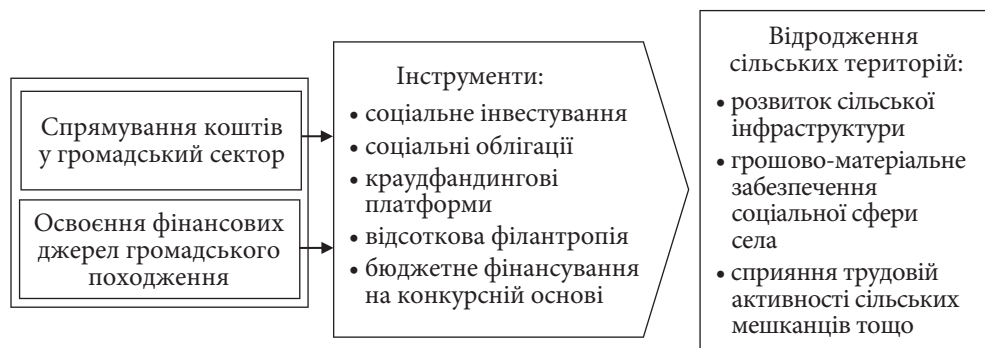 Спрямування коштів
у громадський сектор
Освоєння фінансових
джерел громадського
походження
Інструменти:
• соціальне інвестування
• соціальні облігації
• краудфандингові
платформи
• відсоткова філантропія
• бюджетне фінансування
на конкурсній основі
Відродження
сільських територій:
• розвиток сільської
інфраструктури
• грошово-матеріальне
забезпечення
соціальної сфери
села
• сприяння трудовій
активності сільських
мешканців тощо